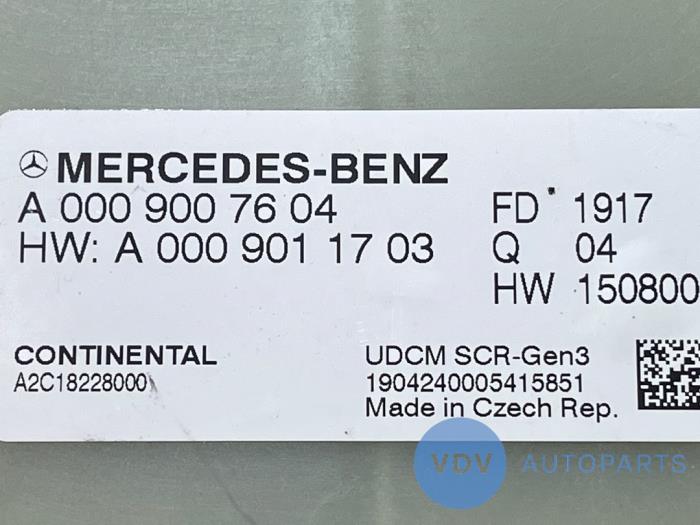 MERCEDES-BENZ
A 000 900 76 04
HW: A 000 901 17 03
FD 1917
Q 04
HW 150800
CONTINENTAL
A2C18228000
UDCM SCR-Gen3
1904240005415851
Made in Czech Rep.
VDV AUTOPARTS